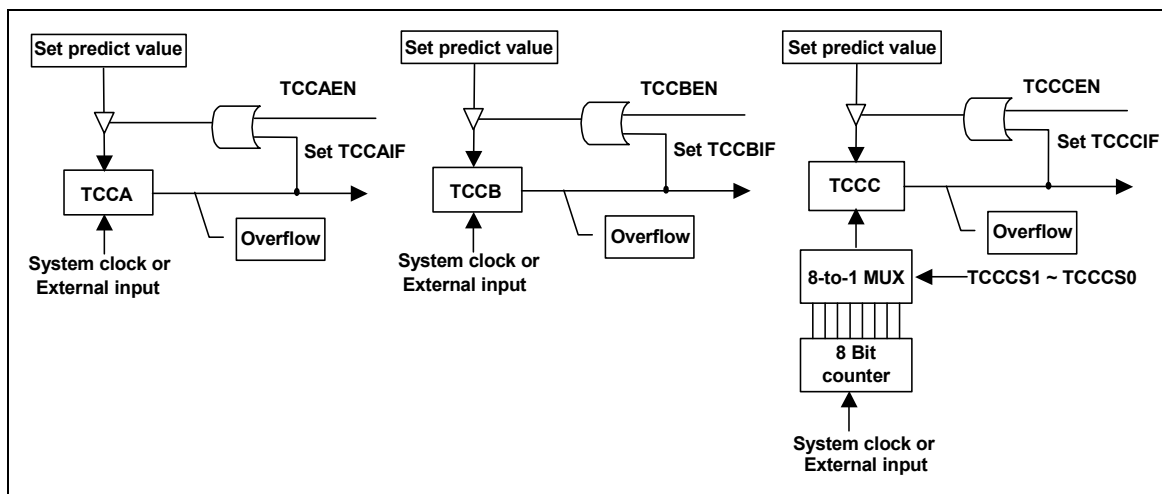 Set predict value
TCCAEN
Set TCCAIF
TCCA
Overflow
System clock or
External input
Set predict value
TCCBEN
Set TCCBIF
TCCB
Overflow
System clock or
External input
Set predict value
TCCCEN
Set TCCCIF
TCCC
Overflow
8-to-1 MUX
TCCCS1 ~ TCCCS0
8 Bit
counter
System clock or
External input